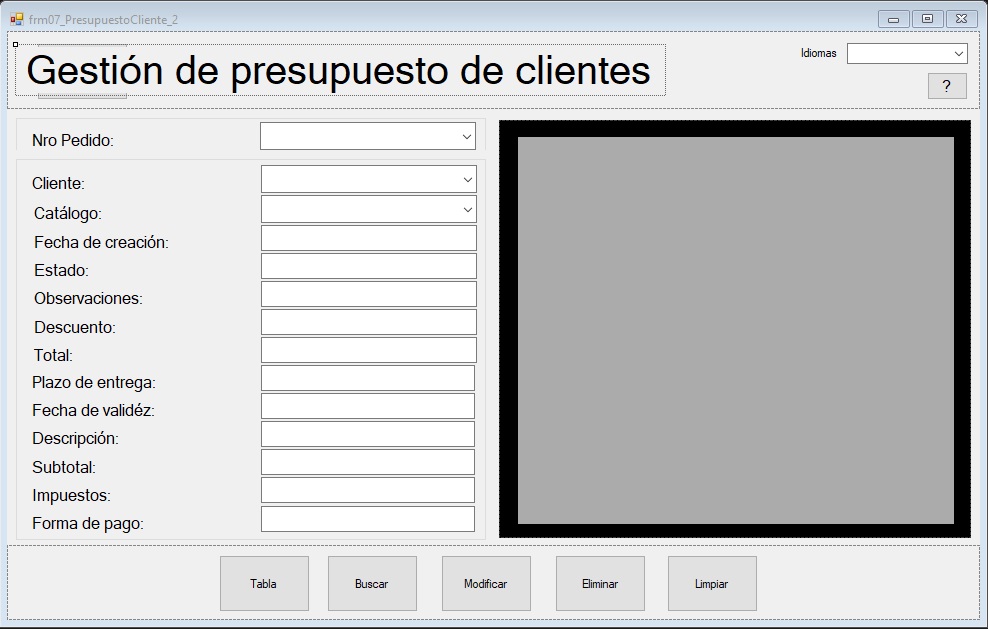 frm07_PresupuestoCliente_2
Gestión de presupuesto de clientes
Idiomas
?
Nro Pedido:
Cliente:
Catálogo:
Fecha de creación:
Estado:
Observaciones:
Descuento:
Total:
Plazo de entrega:
Fecha de validéz:
Descripción:
Subtotal:
Impuestos:
Forma de pago:
Tabla
Buscar
Modificar
Eliminar
Limpiar